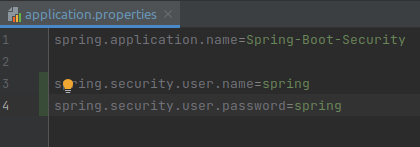 application.properties
1 spring.application.name=Spring-Boot-Security
2
3 spring.security.user.name=spring
4 spring.security.user.password=spring